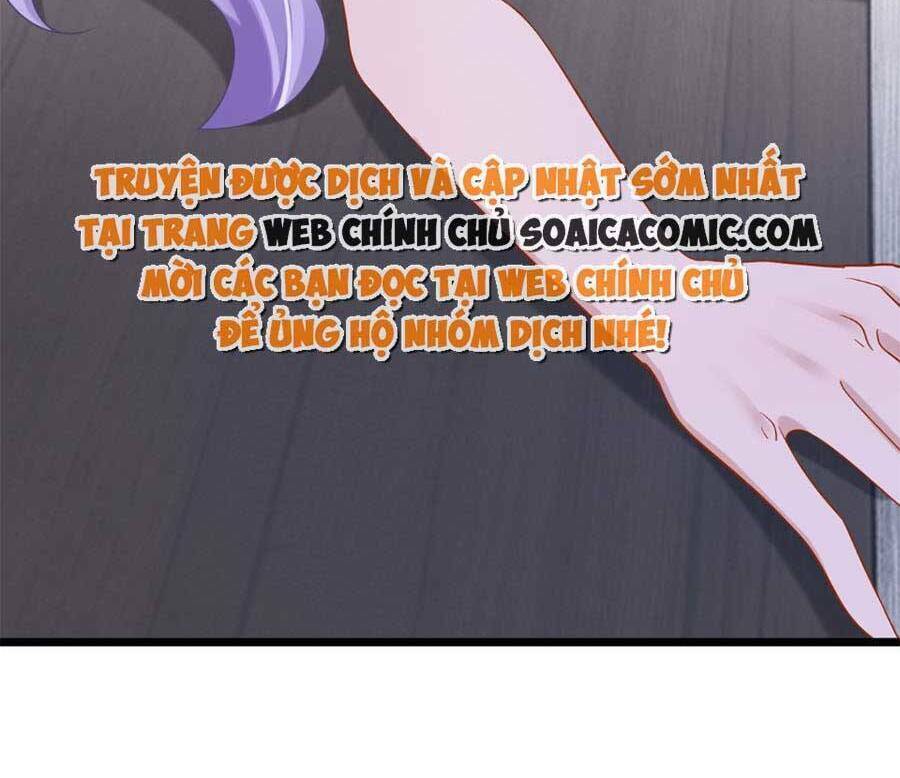 TRUYỆN ĐƯỢC DỊCH VÀ CẬP NHẬT SỚM NHẤT
TẠI TRANG WEB CHÍNH CHỦ SOAICACOMIC.COM
MỜI CÁC BẠN ĐỌC TẠI WEB CHÍNH CHỦ
ĐỂ ỦNG HỘ NHÓM DỊCH NHÉ!